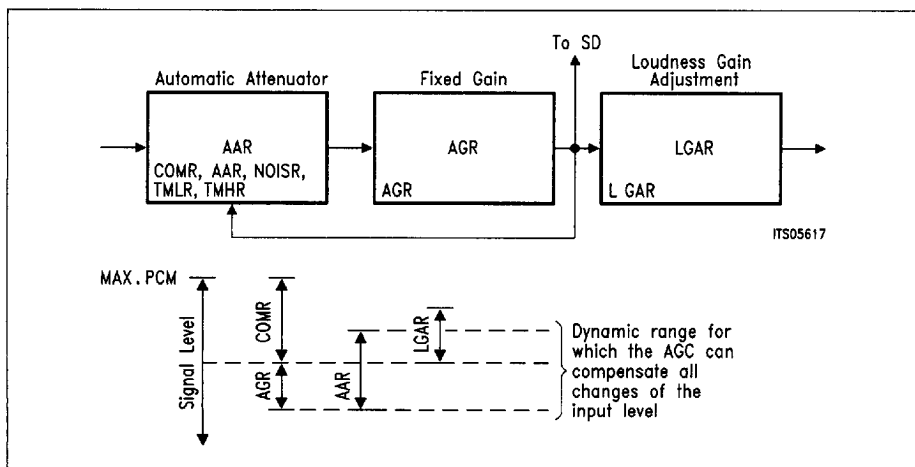 To SD
Automatic Attenuator
Fixed Gain
Loudness Gain
Adjustment
AAR
COMR, AAR, NOISR,
TMLR, TMHR
AGR
AGR
LGAR
L GAR
ITS05617
MAX.PCM
Signal Level
COMR
AGR
AAR
LGAR
Dynamic range for
which the AGC can
compensate all
changes of the
input level